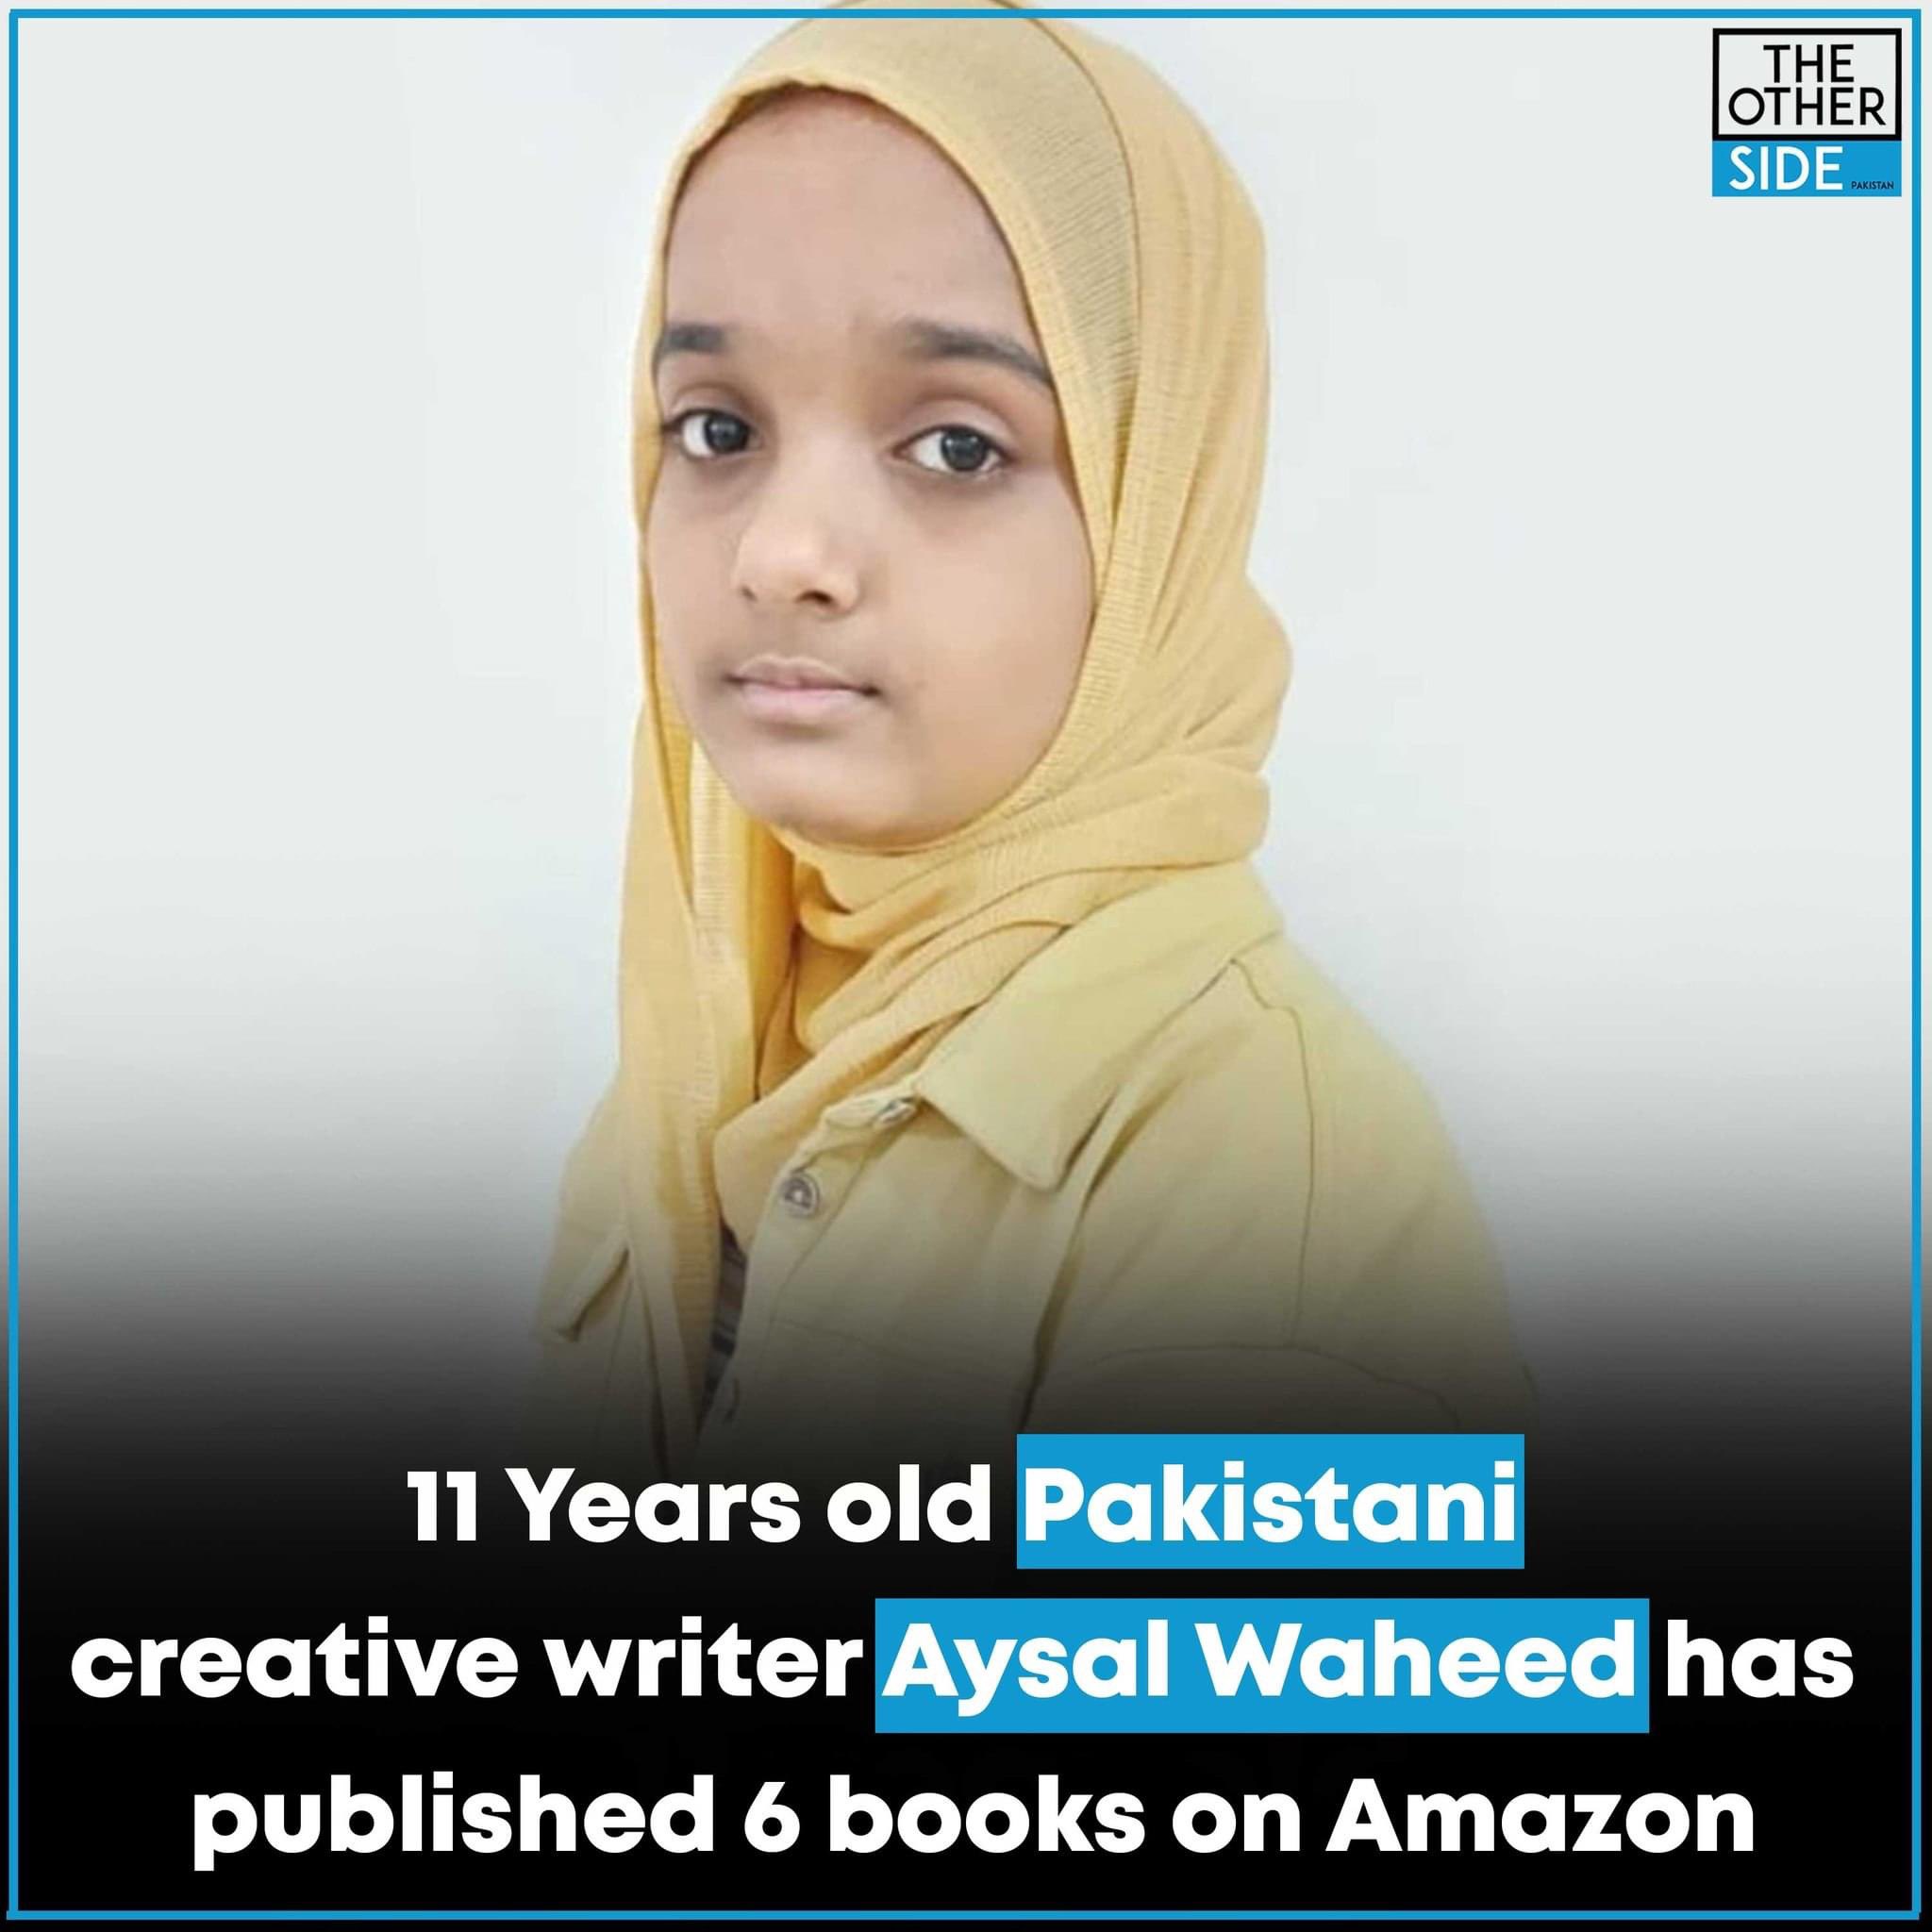 THE
OTHER
SIDE PAKISTAN
11 Years old Pakistani
creative writer Aysal Waheed has
published 6 books on Amazon